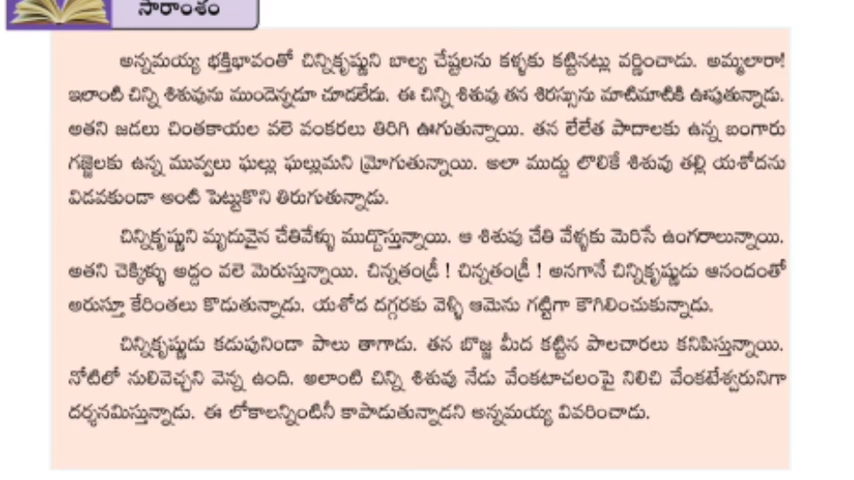 సారాంశం
అన్నమయ్య భక్తిభావంతో చిన్నికృష్ణుని బాల్య చేష్టలను కళ్ళకు కట్టినట్లు వర్ణించాడు. అమ్మలారా!
ఇలాంటి చిన్ని శిశువును ముందెన్నడూ చూడలేదు. ఈ చిన్ని శిశువు తన శిరస్సును మాటిమాటికి ఊపుతున్నాడు.
అతని జడలు చింతకాయల వలె వంకరలు తిరిగి ఊగుతున్నాయి. తన లేలేత పాదాలకు ఉన్న బంగారు
గజ్జెలకు ఉన్న మువ్వలు ఘల్లు ఘల్లుమని మ్రోగుతున్నాయి. అలా ముద్దు లొలికే శిశువు తల్లి యశోదను
విడవకుండా అంటి పెట్టుకొని తిరుగుతున్నాడు.
చిన్నికృష్ణుని మృదువైన చేతివేళ్ళు ముద్దొస్తున్నాయి. ఆ శిశువు చేతి వేళ్ళకు మెరిసే ఉంగరాలున్నాయి.
అతని చెక్కిళ్ళు అద్దం వలె మెరుస్తున్నాయి. చిన్నతండ్రీ ! చిన్నతండ్రీ ! అనగానే చిన్నికృష్ణుడు ఆనందంతో
అరుస్తూ కేరింతలు కొడుతున్నాడు. యశోద దగ్గరకు వెళ్ళి ఆమెను గట్టిగా కౌగిలించుకున్నాడు.
చిన్నికృష్ణుడు కడుపునిండా పాలు తాగాడు. తన బొజ్జ మీద కట్టిన పాలచారలు కనిపిస్తున్నాయి.
నోటిలో నులివెచ్చని వెన్న ఉంది. అలాంటి చిన్ని శిశువు నేడు వేంకటాచలంపై నిలిచి వేంకటేశ్వరునిగా
దర్శనమిస్తున్నాడు. ఈ లోకాలన్నింటినీ కాపాడుతున్నాడని అన్నమయ్య వివరించాడు.